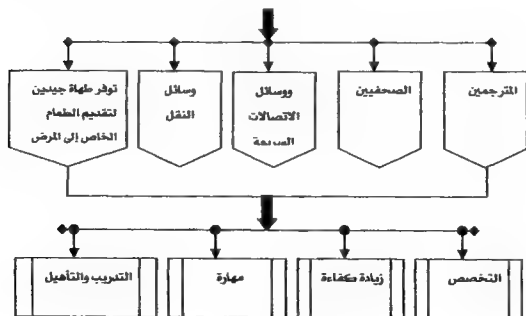 المترجمين
الصحفيين
ووسائل
الاتصالات
السريعة
وسائل
النقل
توفر طهاة جيدين
لتقديم الطعام
الخاص إلى المرض
التخصص
زيادة كفاءة
مهارة
التدريب والتأهيل